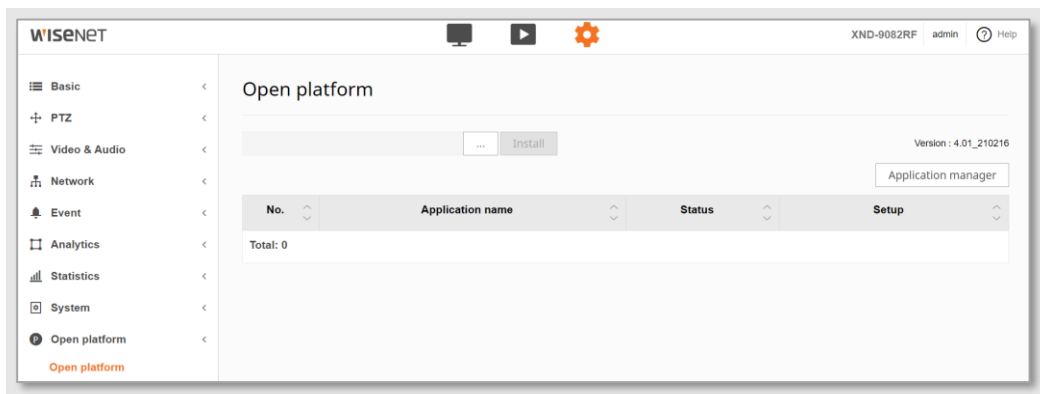 WISENET
XND-9082RF admin ? Help
Basic
PTZ
Video & Audio
Network
Event
Analytics
Statistics
System
P Open platform
Open platform
Open platform
... Install
Version : 4.01_210216
Application manager
No. Application name Status Setup
Total: 0